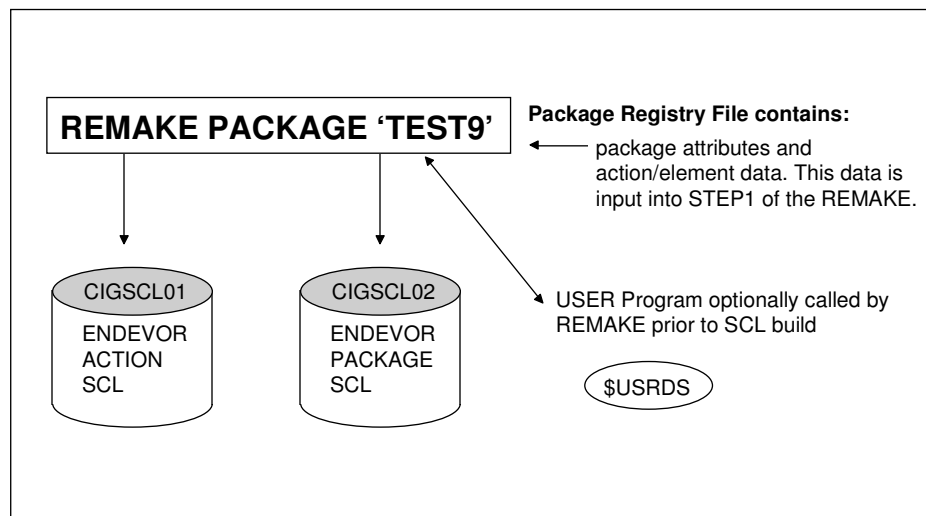 REMAKE PACKAGE ‘TEST9’
Package Registry File contains:
package attributes and
action/element data. This data is
input into STEP1 of the REMAKE.
CIGSCL01
ENDEVOR
ACTION
SCL
CIGSCL02
ENDEVOR
PACKAGE
SCL
USER Program optionally called by
REMAKE prior to SCL build
$USRDS